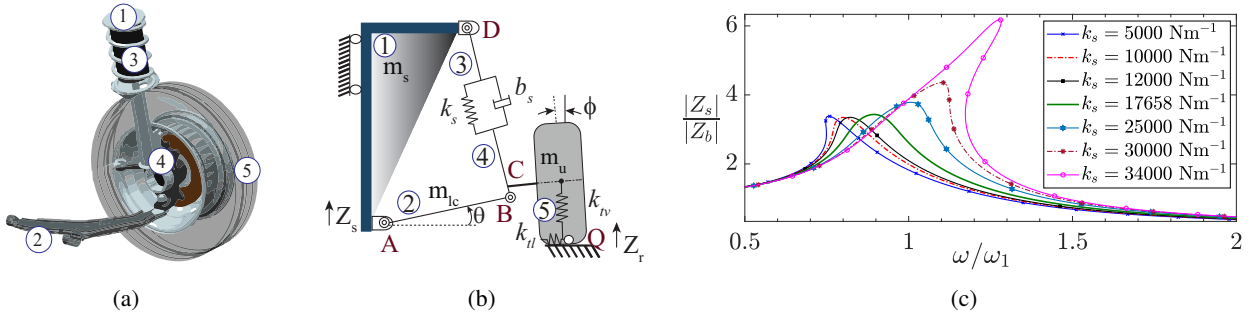 1
3
4
5
2
(a)
1
m_s
D
3
b_s
k_s
ϕ
4
C
m_u
2
m_lc
θ
B
5
k_tv
Z_s
A
k_tl
Q
Z_r
(b)
|Z_s|
|Z_b|
6
4
2
0.5 1 1.5 2
ω/ω_1
k_s = 5000 Nm^−1
k_s = 10000 Nm^−1
k_s = 12000 Nm^−1
k_s = 17658 Nm^−1
k_s = 25000 Nm^−1
k_s = 30000 Nm^−1
k_s = 34000 Nm^−1
(c)